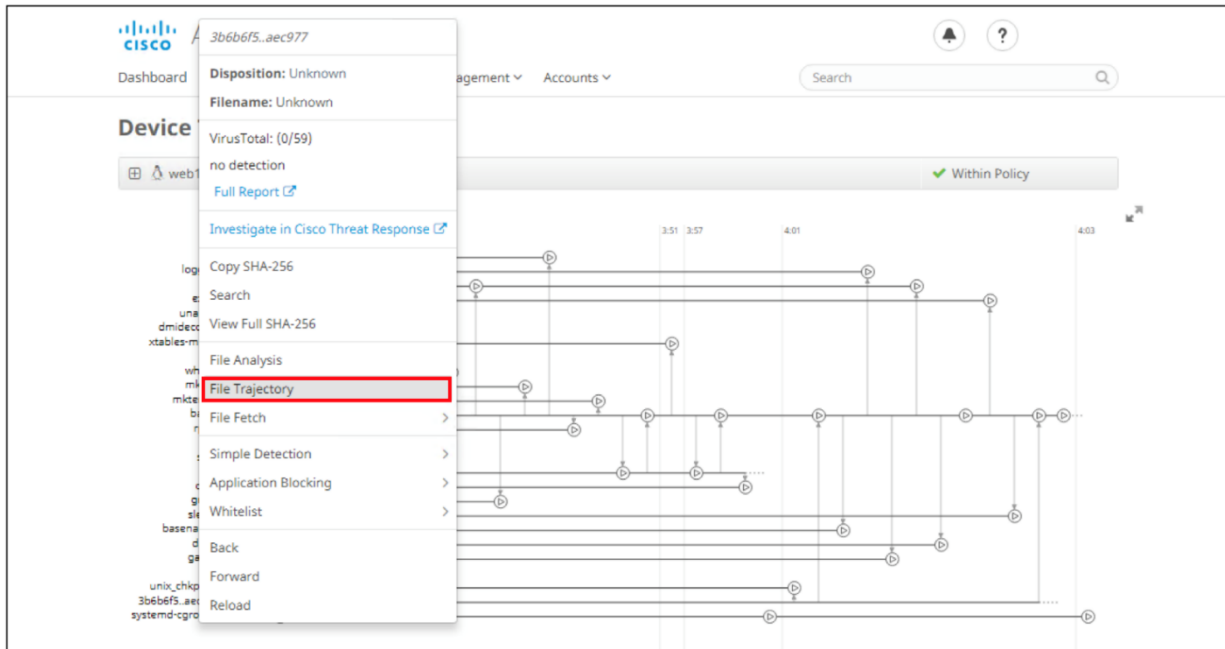 CISCO
A
3b6b6f5..aec977
Dashboard
Disposition: Unknown
agement
Accounts
Search
Filename: Unknown
Device
VirusTotal: (0/59)
no detection
web1
Within Policy
Full Report
Investigate in Cisco Threat Response
3:51 3:57 4:01 4:03
Copy SHA-256
Search
View Full SHA-256
File Analysis
File Trajectory
File Fetch
Simple Detection
Application Blocking
Whitelist
Back
Forward
Reload
una
dmideco
xtables-m
mkte
basena
unix_chkp
3b6b6f5..aec
systemd-cgro